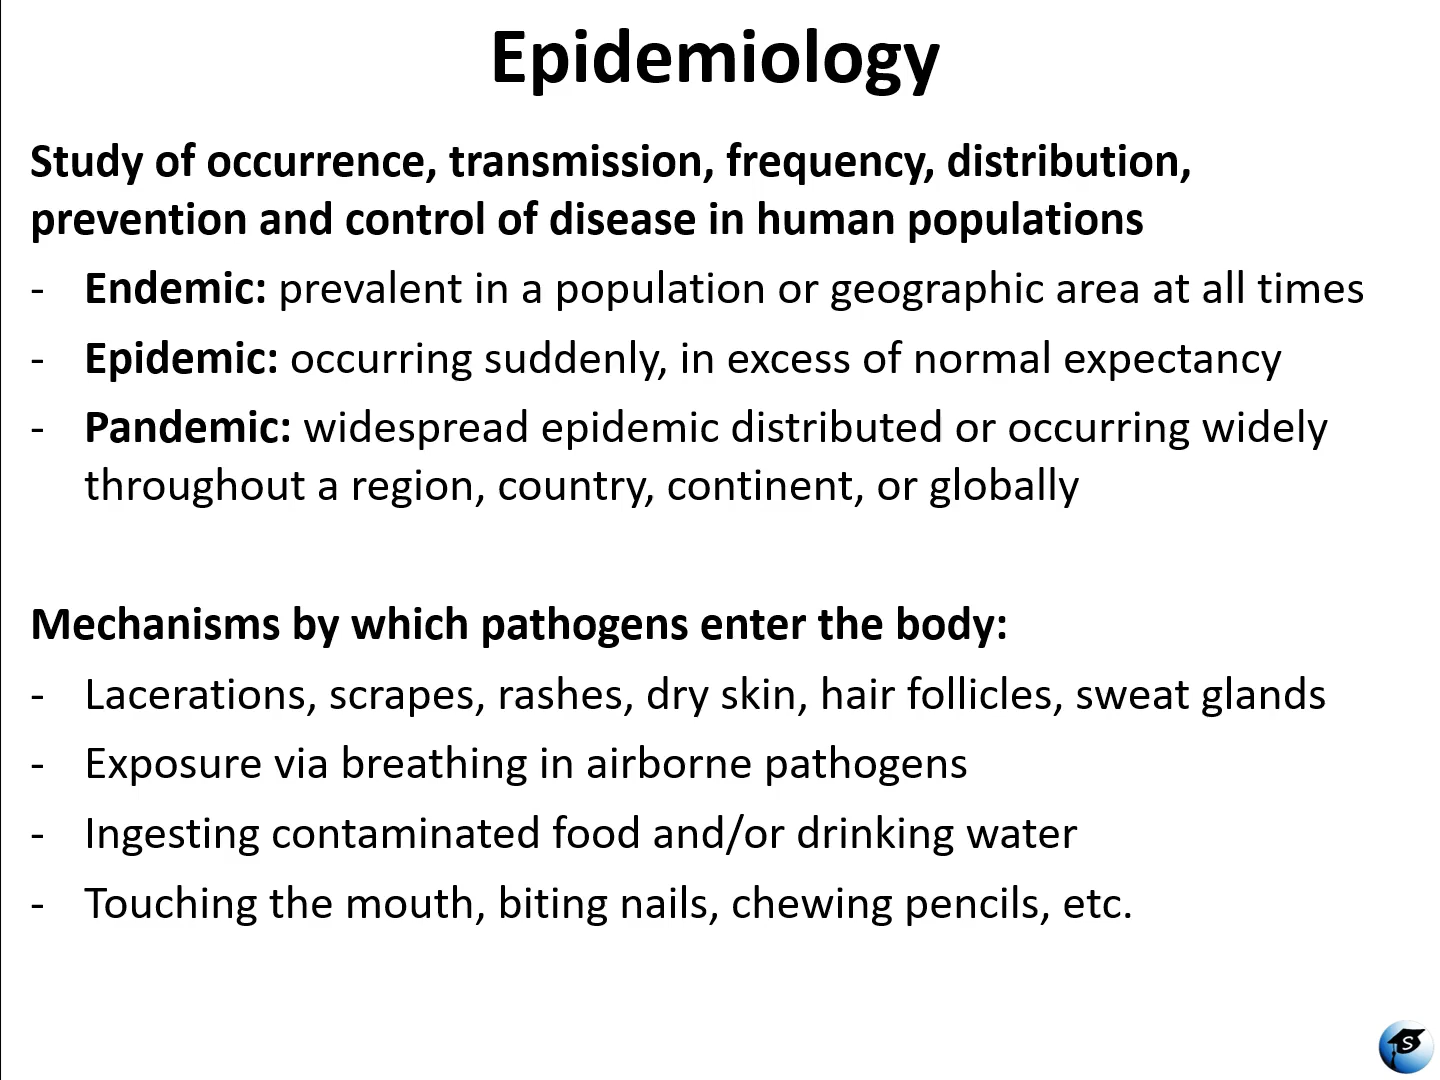 Epidemiology
Study of occurrence, transmission, frequency, distribution,
prevention and control of disease in human populations
- Endemic: prevalent in a population or geographic area at all times
- Epidemic: occurring suddenly, in excess of normal expectancy
- Pandemic: widespread epidemic distributed or occurring widely
throughout a region, country, continent, or globally
Mechanisms by which pathogens enter the body:
- Lacerations, scrapes, rashes, dry skin, hair follicles, sweat glands
- Exposure via breathing in airborne pathogens
- Ingesting contaminated food and/or drinking water
- Touching the mouth, biting nails, chewing pencils, etc.
S